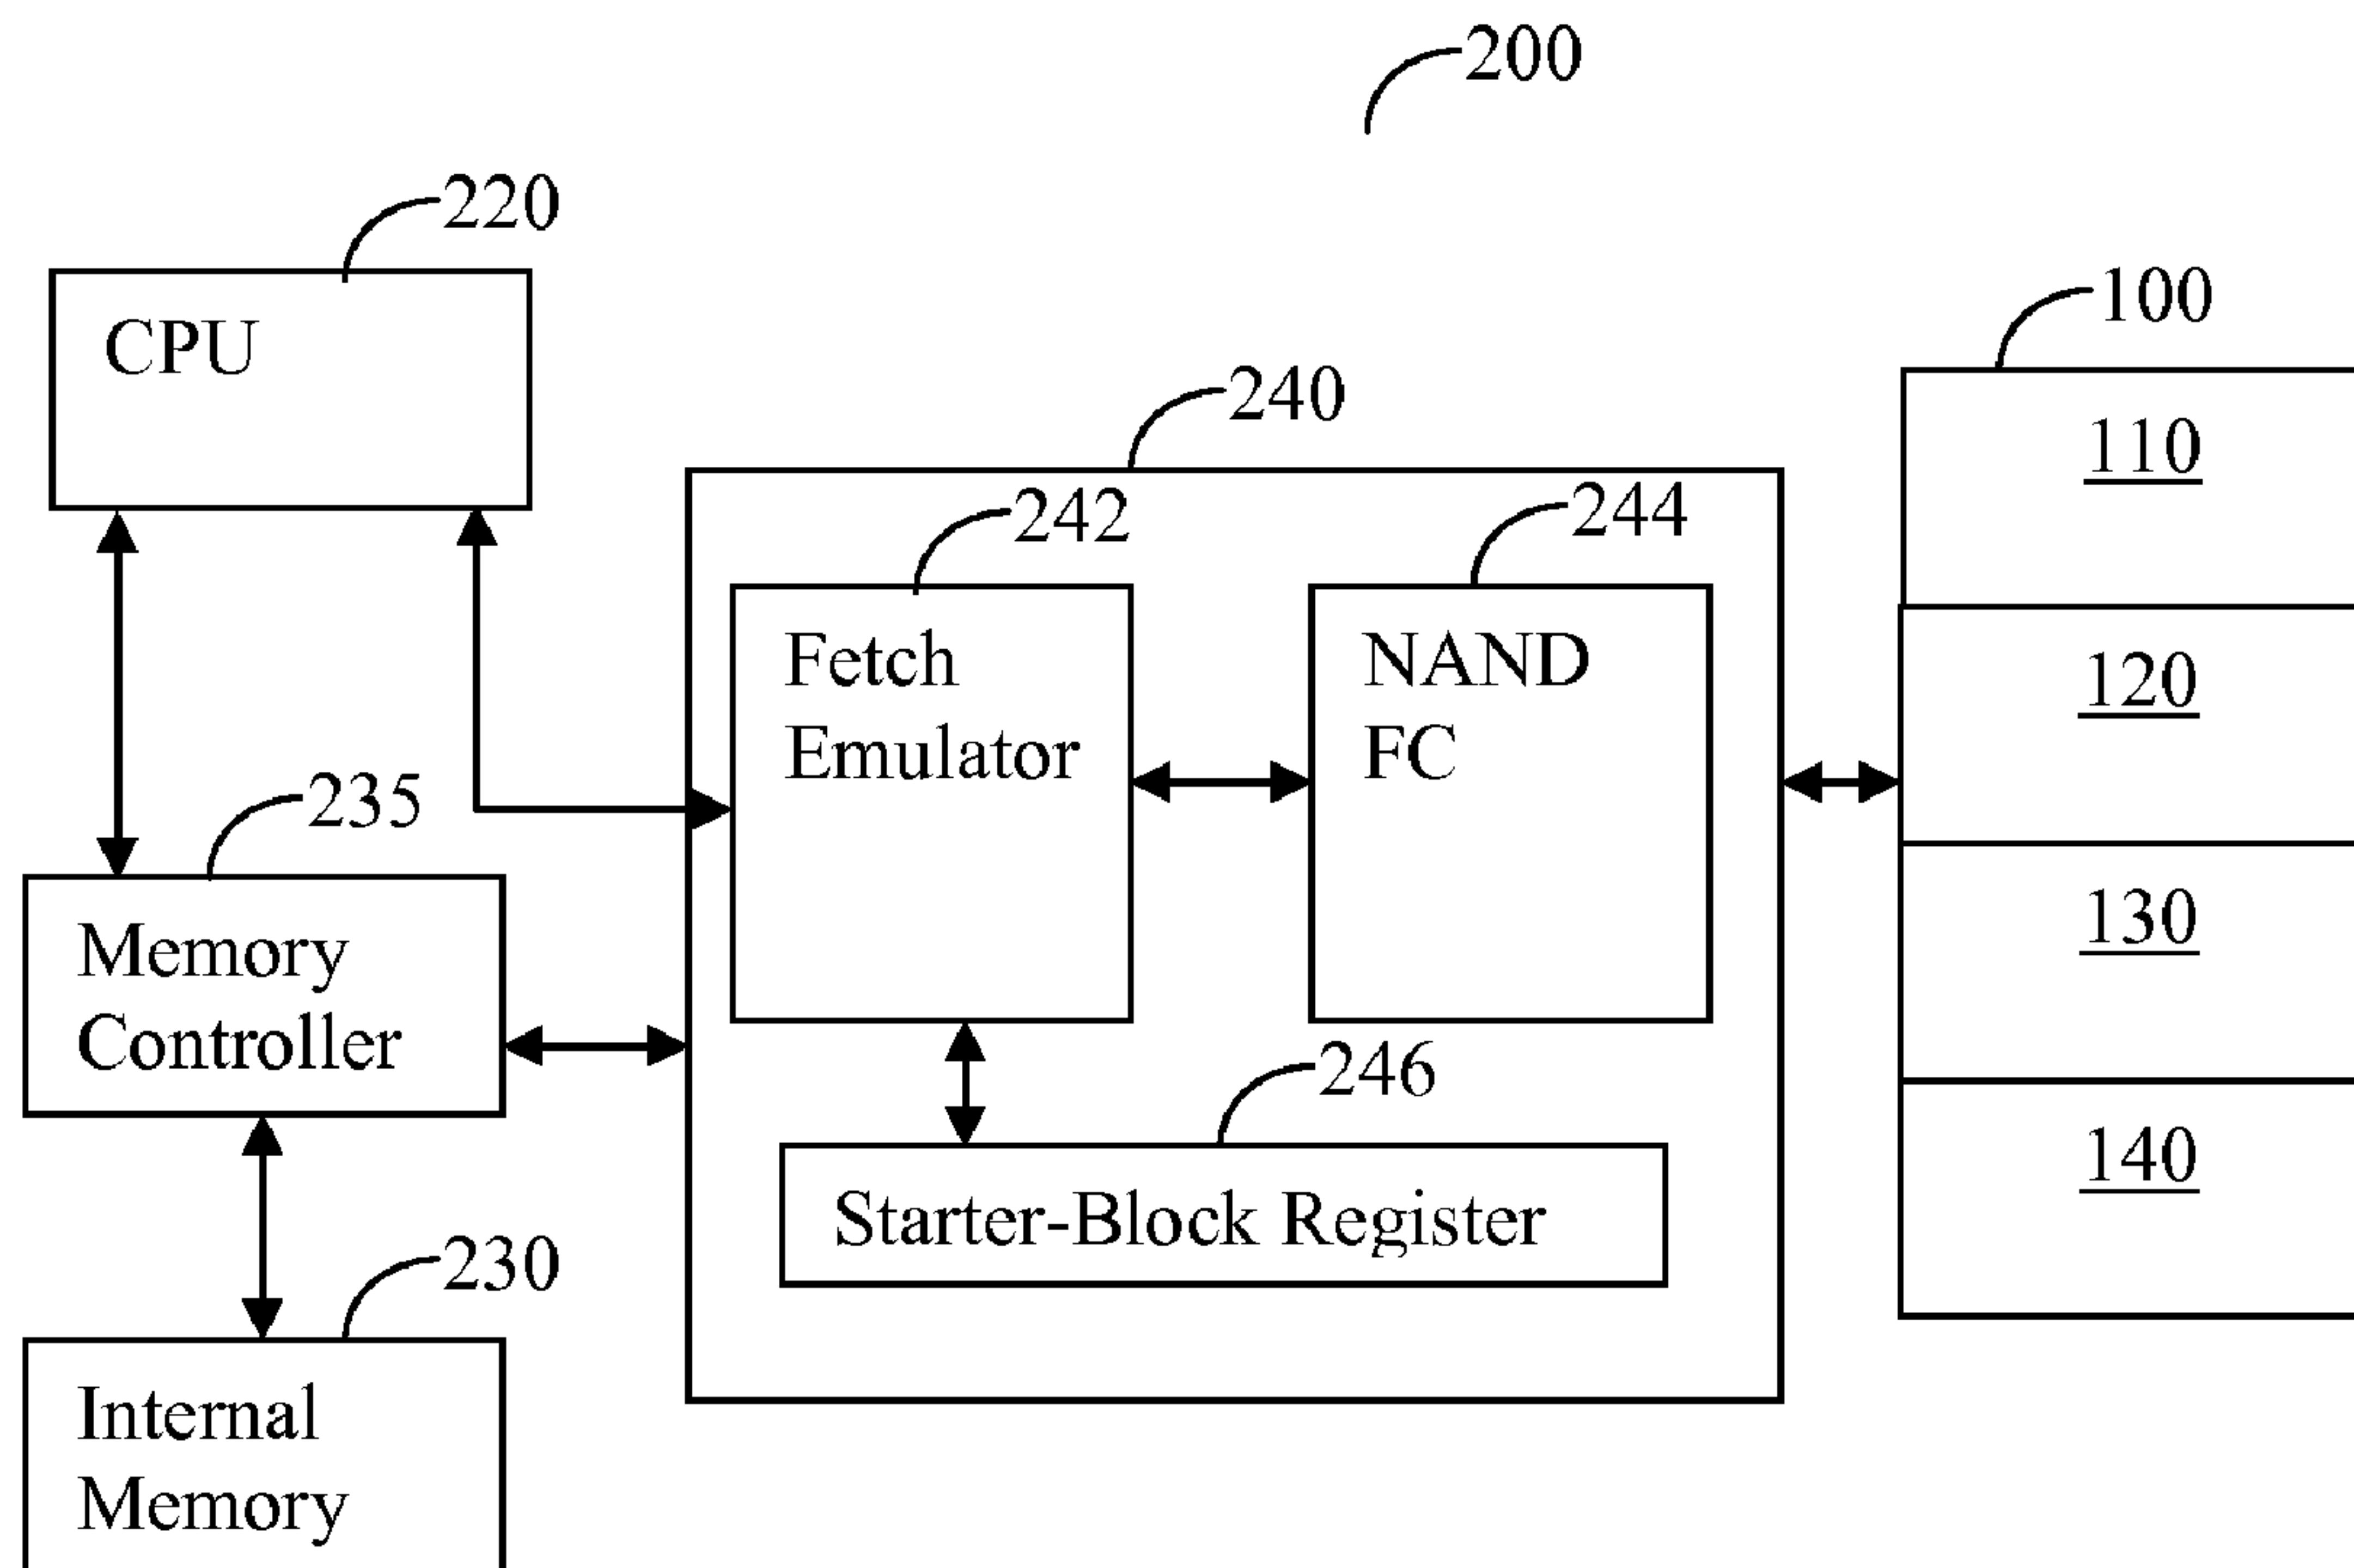 200
220
CPU
100
240
110
242
244
Fetch
Emulator
NAND
FC
120
235
130
Memory
Controller
246
140
Starter-Block Register
230
Internal
Memory